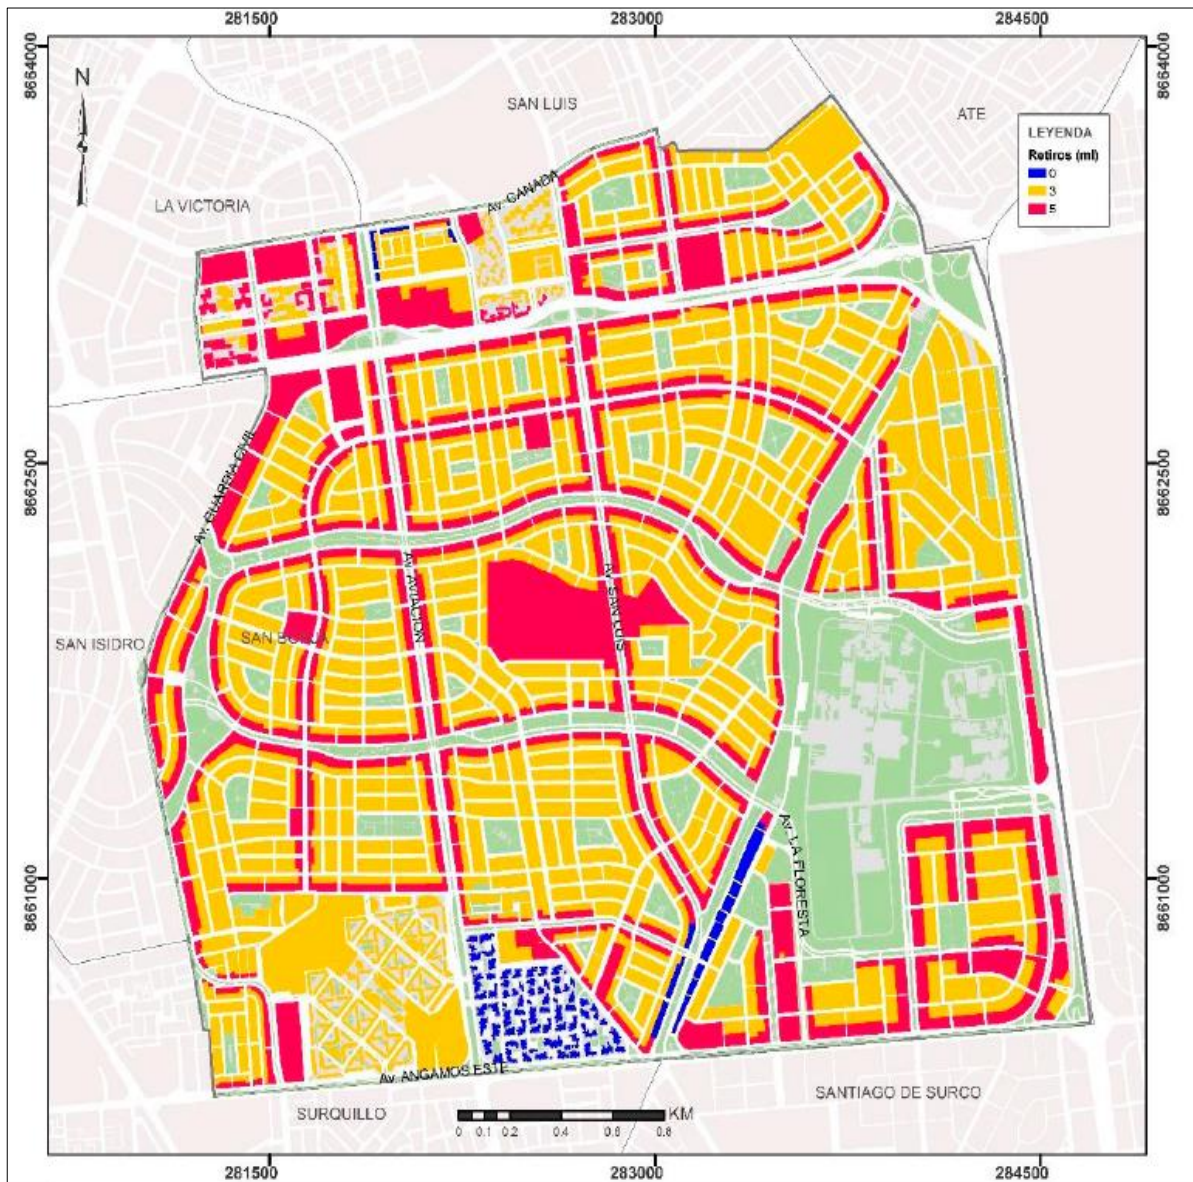 281500
283000
284500
8664000
8664000
N
SAN LUIS
ATE
LEYENDA
Retiros (ml)
0
3
5
LA VICTORIA
Av. CANADA
Av. GUARDIA CIVIL
8662500
8662500
Av. AVIACION
Av. SAN LUIS
SAN ISIDRO
SAN BORJA
Av. LA FLORESTA
8661000
8661000
Av. ANGAMOS ESTE
SURQUILLO
SANTIAGO DE SURCO
KM
0 0.1 0.2 0.4 0.6 0.8
281500
283000
284500